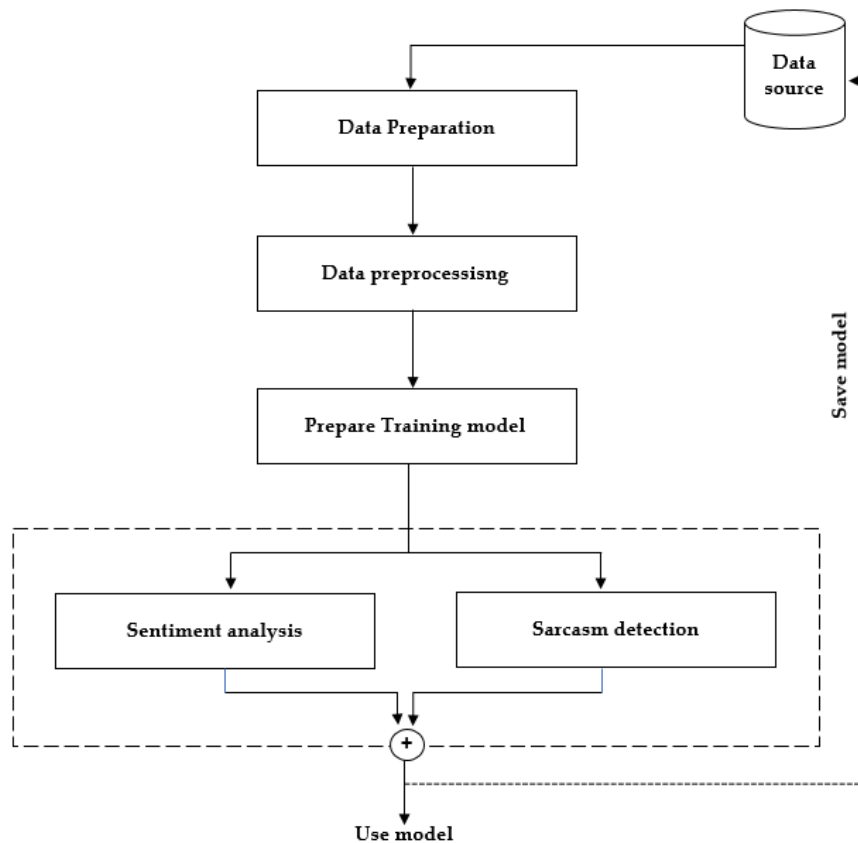 Data
source
Data Preparation
Data preprocessisng
Save model
Prepare Training model
Sentiment analysis
Sarcasm detection
+
Use model